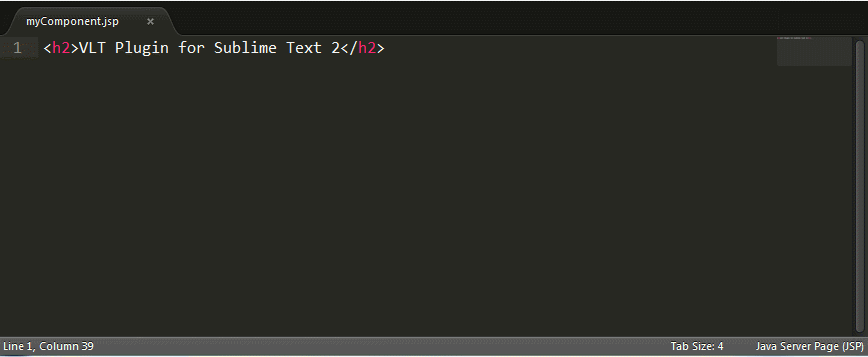 myComponent.jsp ×
1 <h2>VLT Plugin for Sublime Text 2</h2>
Line 1, Column 39 Tab Size: 4 Java Server Page (JSP)